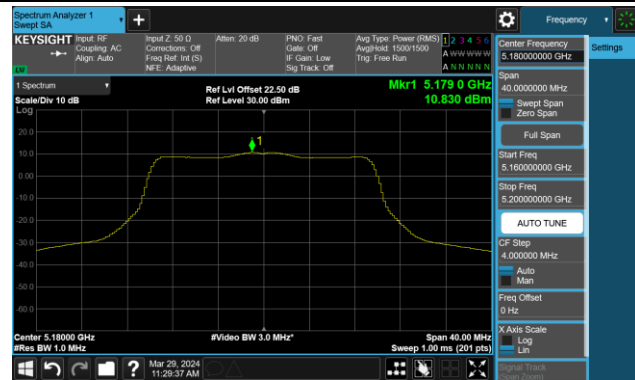 Spectrum Analyzer 1
Swept SA
Frequency
KEYSIGHT
Input: RF
Coupling: AC
Align: Auto
Input Z: 50 Ω
Corrections: Off
Freq Ref: Int (S)
NFE: Adaptive
Atten: 20 dB
PNO: Fast
Gate: Off
IF Gain: Low
Sig Track: Off
Avg Type: Power (RMS)
Avg|Hold: 1500/1500
Trig: Free Run
1 2 3 4 5 6
A W W W W W
A N N N N N
1 Spectrum
Scale/Div 10 dB
Log
Ref Lvl Offset 22.50 dB
Ref Level 30.00 dBm
Mkr1 5.179 0 GHz
10.830 dBm
1
20.0
10.0
0.00
-10.0
-20.0
-30.0
-40.0
-50.0
-60.0
Center 5.18000 GHz
#Res BW 1.0 MHz
#Video BW 3.0 MHz*
Span 40.00 MHz
Sweep 1.00 ms (201 pts)
Mar 29, 2024
11:29:37 AM
Center Frequency
5.180000000 GHz
Span
40.0000000 MHz
Swept Span
Zero Span
Full Span
Start Freq
5.160000000 GHz
Stop Freq
5.200000000 GHz
AUTO TUNE
CF Step
4.000000 MHz
Auto
Man
Freq Offset
0 Hz
X Axis Scale
Log
Lin
Signal Track
(Span Zoom)
Settings